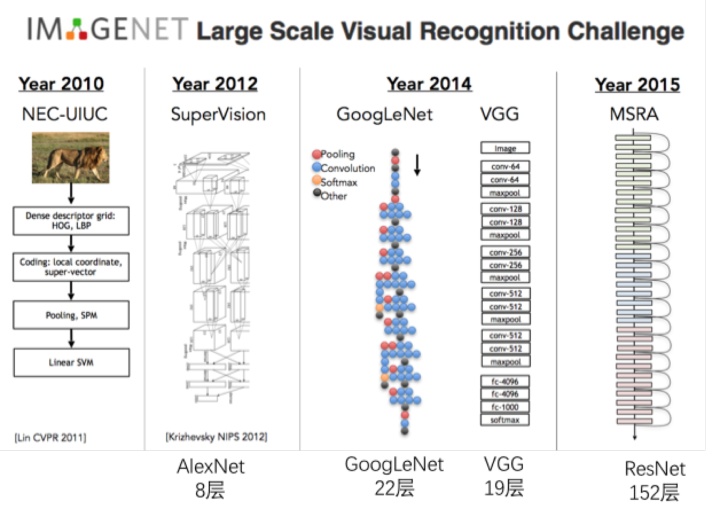 IMAGENET Large Scale Visual Recognition Challenge
Year 2010
NEC-UIUC
Dense descriptor grid:
HOG, LBP
Coding: local coordinate,
super-vector
Pooling, SPM
Linear SVM
[Lin CVPR 2011]
Year 2012
SuperVision
[Krizhevsky NIPS 2012]
AlexNet
8层
Year 2014
GoogLeNet
Pooling
Convolution
Softmax
Other
GoogLeNet
22层
VGG
Image
conv-64
conv-64
maxpool
conv-128
conv-128
maxpool
conv-256
conv-256
maxpool
conv-512
conv-512
maxpool
conv-512
conv-512
maxpool
fc-4096
fc-4096
fc-1000
softmax
VGG
19层
Year 2015
MSRA
ResNet
152层